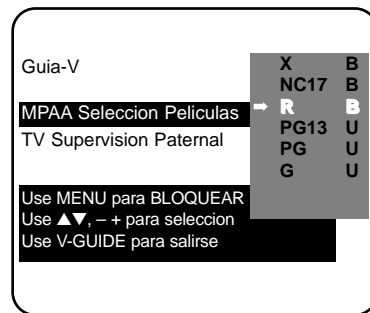 Guia-V
MPAA Seleccion Peliculas
TV Supervision Paternal
X B
NC17 B
➡ R B
PG13 U
PG U
G U
Use MENU para BLOQUEAR
Use ▲▼, – + para seleccion
Use V-GUIDE para salirse